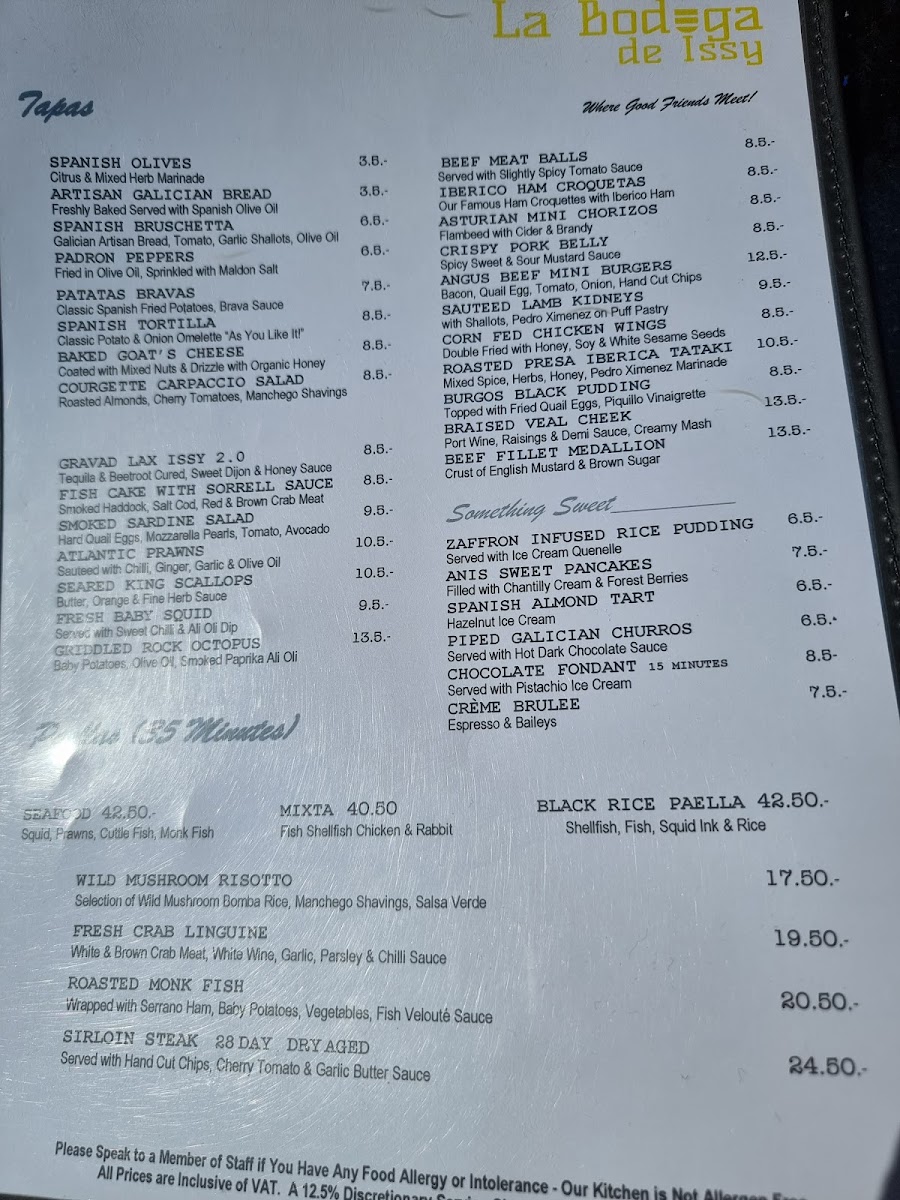 La Bodega
de Issy
Where Good Friends Meet!
Tapas
SPANISH OLIVES 3.5.-
Citrus & Mixed Herb Marinade
ARTISAN GALICIAN BREAD 3.5.-
Freshly Baked Served with Spanish Olive Oil
SPANISH BRUSCHETTA 6.5.-
Galician Artisan Bread, Tomato, Garlic Shallots, Olive Oil
PADRON PEPPERS 6.5.-
Fried in Olive Oil, Sprinkled with Maldon Salt
PATATAS BRAVAS 7.5.-
Classic Spanish Fried Potatoes, Brava Sauce
SPANISH TORTILLA 8.5.-
Classic Potato & Onion Omelette "As You Like It!"
BAKED GOAT'S CHEESE 8.5.-
Coated with Mixed Nuts & Drizzle with Organic Honey
COURGETTE CARPACCIO SALAD 8.5.-
Roasted Almonds, Cherry Tomatoes, Manchego Shavings
GRAVAD LAX ISSY 2.0 8.5.-
Tequila & Beetroot Cured, Sweet Dijon & Honey Sauce
FISH CAKE WITH SORRELL SAUCE 8.5.-
Smoked Haddock, Salt Cod, Red & Brown Crab Meat
SMOKED SARDINE SALAD 9.5.-
Hard Quail Eggs, Mozzarella Pearls, Tomato, Avocado
ATLANTIC PRAWNS 10.5.-
Sauteed with Chilli, Ginger, Garlic & Olive Oil
SEARED KING SCALLOPS 10.5.-
Butter, Orange & Fine Herb Sauce
FRESH BABY SQUID 9.5.-
Served with Sweet Chilli & Ali Oli Dip
GRIDDLED ROCK OCTOPUS 13.5.-
Baby Potatoes, Olive Oil, Smoked Paprika Ali Oli
BEEF MEAT BALLS 8.5.-
Served with Slightly Spicy Tomato Sauce
IBERICO HAM CROQUETAS 8.5.-
Our Famous Ham Croquettes with Iberico Ham
ASTURIAN MINI CHORIZOS 8.5.-
Flambeed with Cider & Brandy
CRISPY PORK BELLY 8.5.-
Spicy Sweet & Sour Mustard Sauce
ANGUS BEEF MINI BURGERS 12.5.-
Bacon, Quail Egg, Tomato, Onion, Hand Cut Chips
SAUTEED LAMB KIDNEYS 9.5.-
with Shallots, Pedro Ximenez on Puff Pastry
CORN FED CHICKEN WINGS 8.5.-
Double Fried with Honey, Soy & White Sesame Seeds
ROASTED PRESA IBERICA TATAKI 10.5.-
Mixed Spice, Herbs, Honey, Pedro Ximenez Marinade
BURGOS BLACK PUDDING 8.5.-
Topped with Fried Quail Eggs, Piquillo Vinaigrette
BRAISED VEAL CHEEK 13.5.-
Port Wine, Raisings & Demi Sauce, Creamy Mash
BEEF FILLET MEDALLION 13.5.-
Crust of English Mustard & Brown Sugar
Something Sweet
ZAFFRON INFUSED RICE PUDDING 6.5.-
Served with Ice Cream Quenelle
ANIS SWEET PANCAKES 7.5.-
Filled with Chantilly Cream & Forest Berries
SPANISH ALMOND TART 6.5.-
Hazelnut Ice Cream
PIPED GALICIAN CHURROS 6.5.-
Served with Hot Dark Chocolate Sauce
CHOCOLATE FONDANT 15 MINUTES 8.5-
Served with Pistachio Ice Cream
CRÈME BRULEE 7.5.-
Espresso & Baileys
(35 Minutes)
SEAFOOD 42.50.-
Squid, Prawns, Cuttle Fish, Monk Fish
MIXTA 40.50
Fish Shellfish Chicken & Rabbit
BLACK RICE PAELLA 42.50.-
Shellfish, Fish, Squid Ink & Rice
WILD MUSHROOM RISOTTO 17.50.-
Selection of Wild Mushroom Bomba Rice, Manchego Shavings, Salsa Verde
FRESH CRAB LINGUINE 19.50.-
White & Brown Crab Meat, White Wine, Garlic, Parsley & Chilli Sauce
ROASTED MONK FISH 20.50.-
Wrapped with Serrano Ham, Baby Potatoes, Vegetables, Fish Velouté Sauce
SIRLOIN STEAK 28 DAY DRY AGED 24.50.-
Served with Hand Cut Chips, Cherry Tomato & Garlic Butter Sauce
Please Speak to a Member of Staff if You Have Any Food Allergy or Intolerance - Our Kitchen is Not
All Prices are Inclusive of VAT. A 12.5% Discretionary